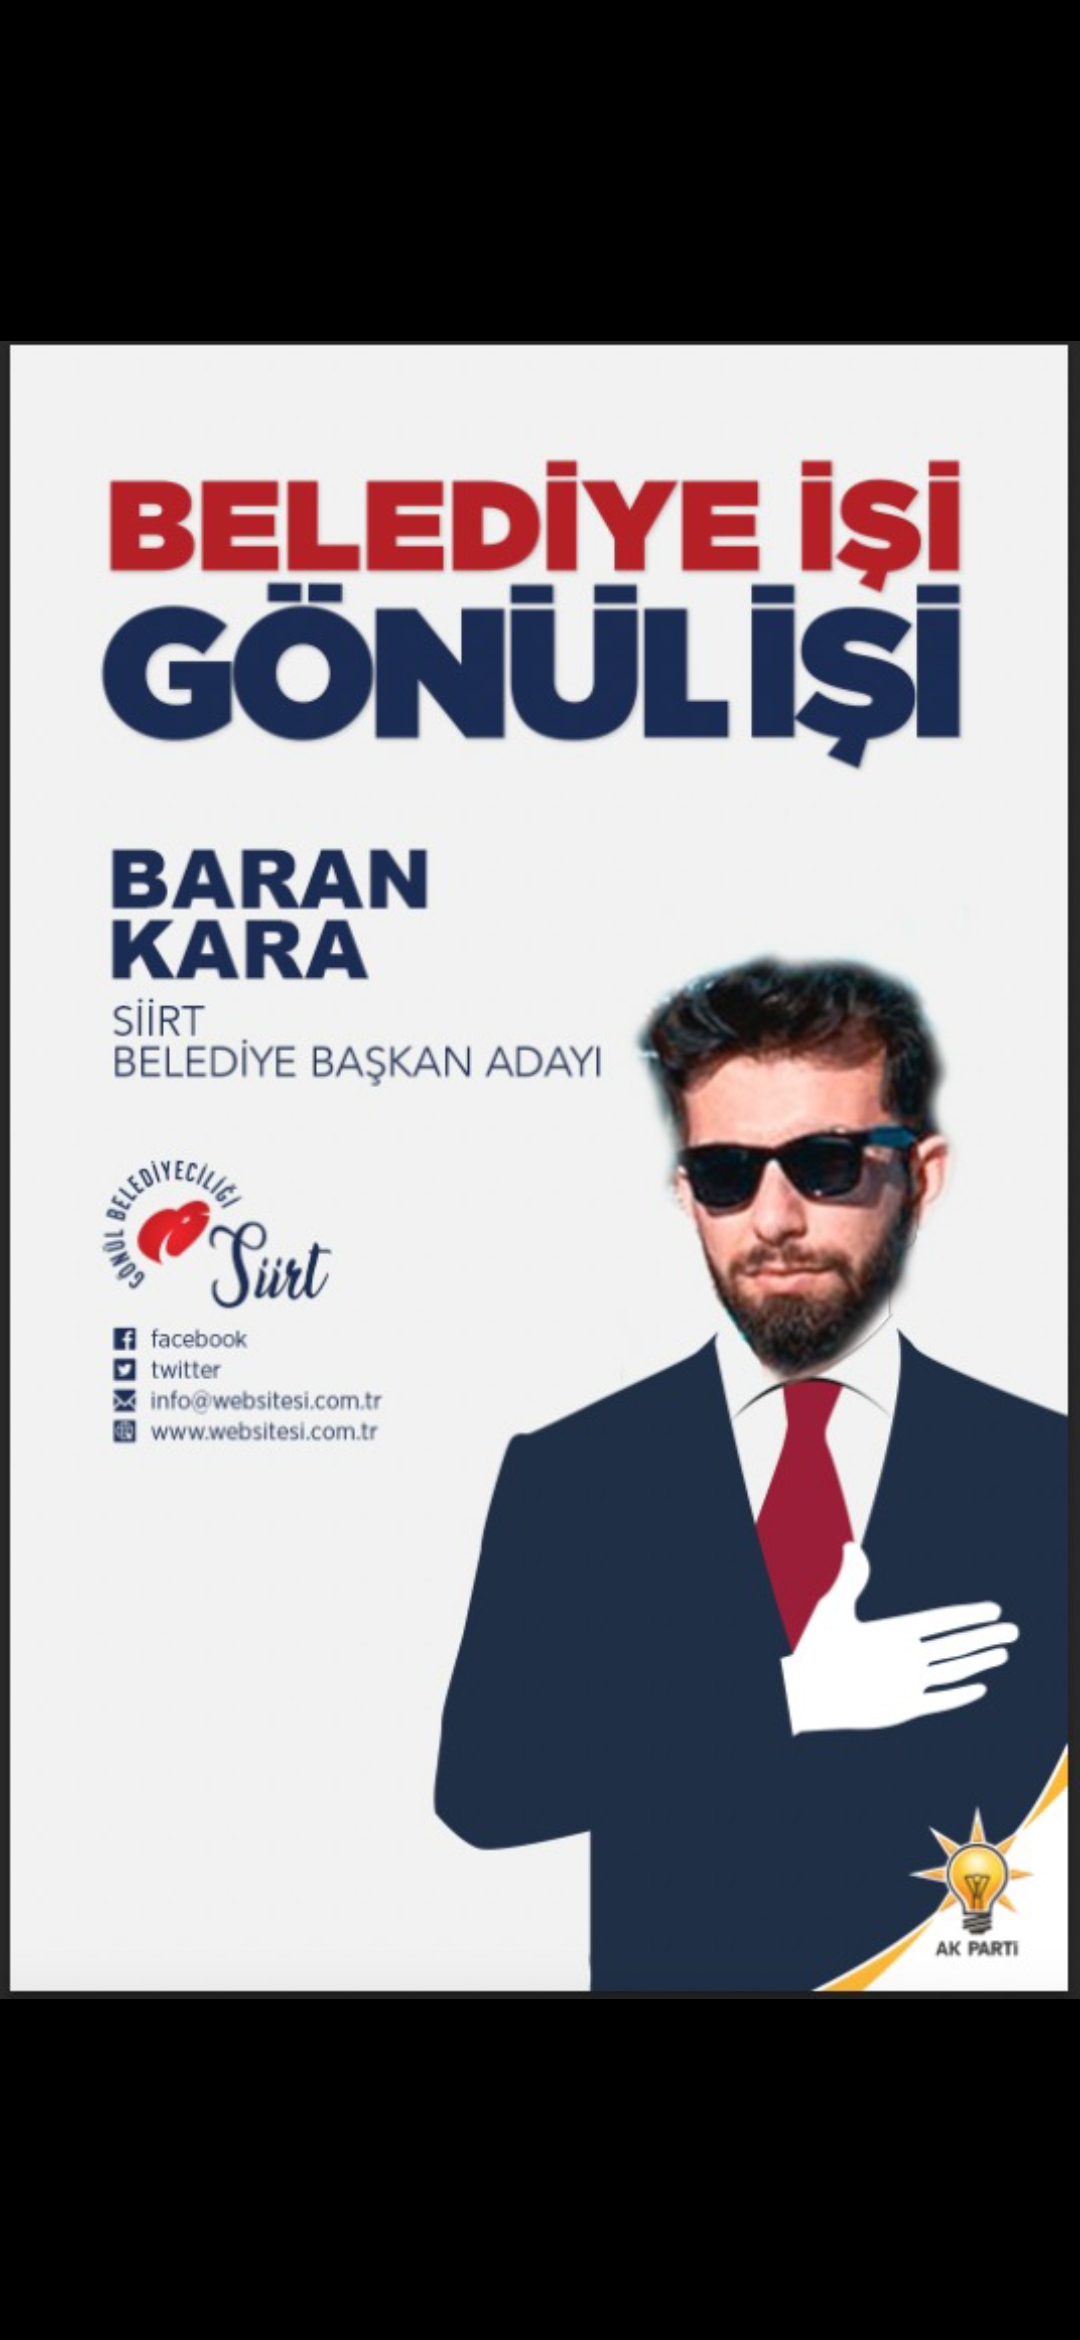 BELEDİYE İŞİ
GÖNÜL İŞİ
BARAN
KARA
SİİRT
BELEDİYE BAŞKAN ADAYI
GÖNÜL BELEDİYECİLİĞİ
Siirt
facebook
twitter
info@websitesi.com.tr
www.websitesi.com.tr
AK PARTİ